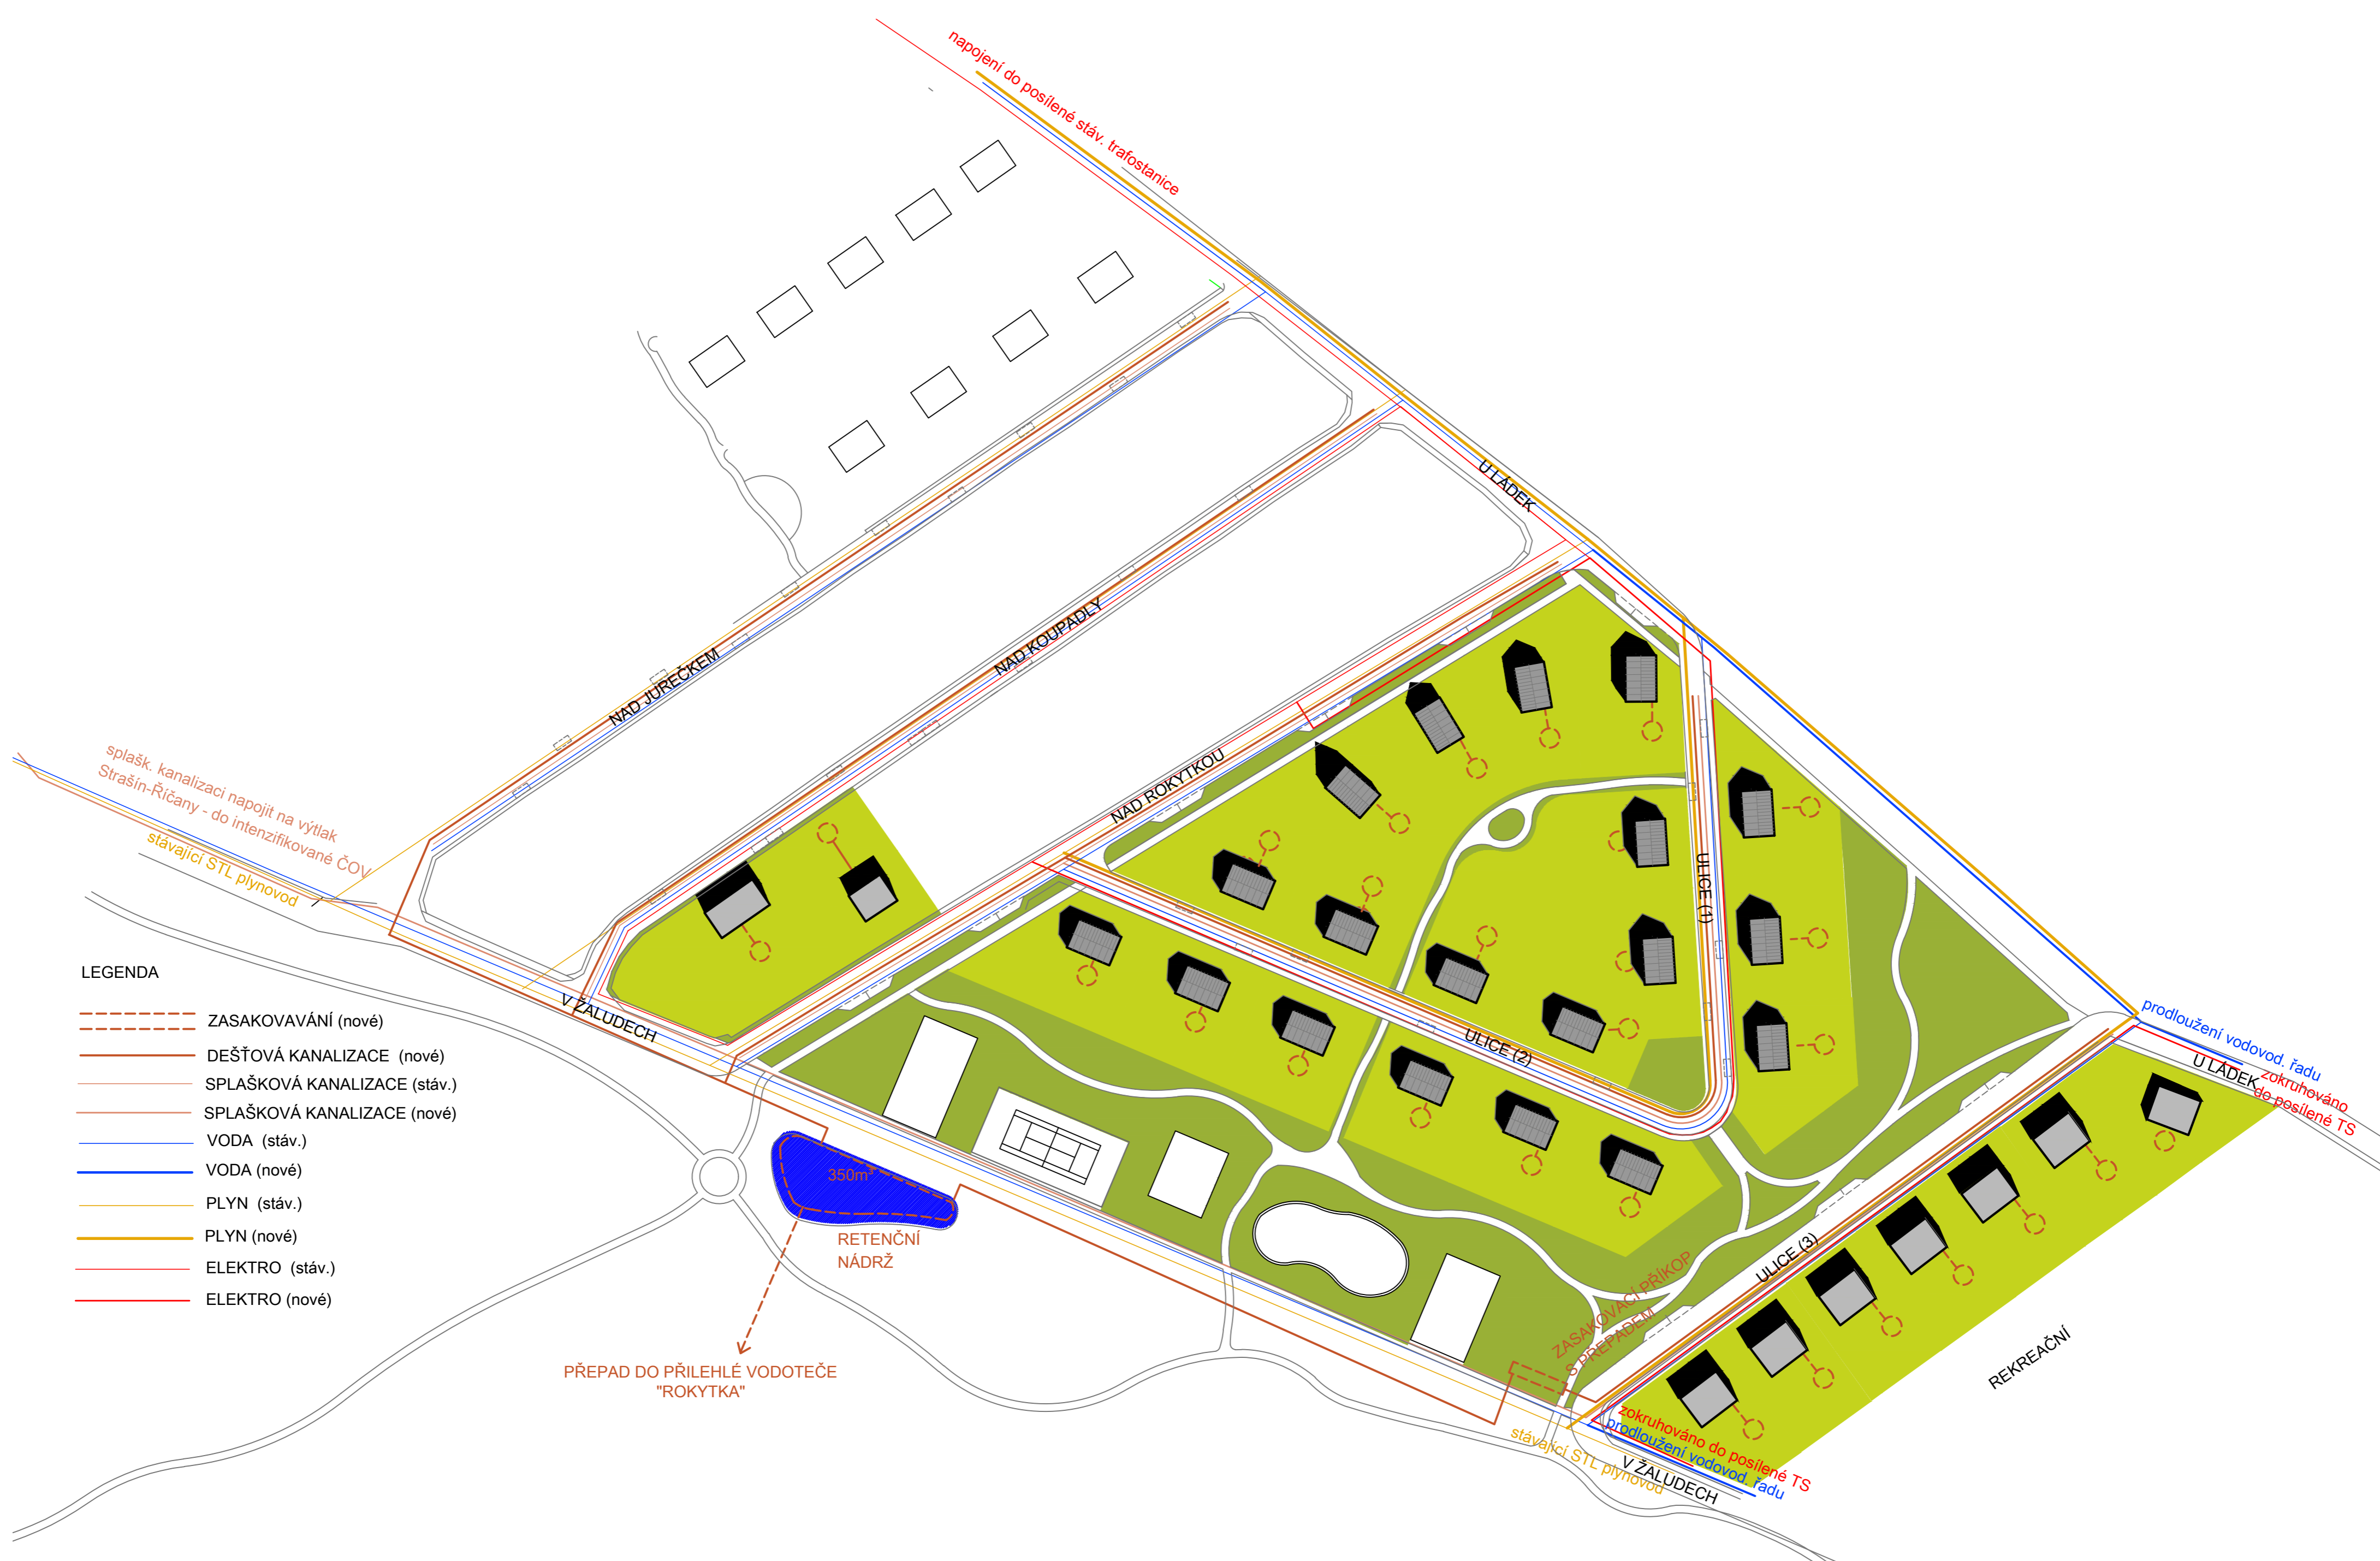 napojení do posílené stáv. trafostanice
U LÁDEK
NAD JUREČKEM
NAD KOUPADLY
NAD ROKYTKOU
splašk. kanalizaci napojit na výtlak
Strašín-Říčany - do intenzifikované ČOV
stávající STL plynovod
V ŽALUDECH
ULICE (1)
ULICE (2)
ULICE (3)
LEGENDA
ZASAKOVAVÁNÍ (nové)
DEŠŤOVÁ KANALIZACE (nové)
SPLAŠKOVÁ KANALIZACE (stáv.)
SPLAŠKOVÁ KANALIZACE (nové)
VODA (stáv.)
VODA (nové)
PLYN (stáv.)
PLYN (nové)
ELEKTRO (stáv.)
ELEKTRO (nové)
350m³
RETENČNÍ
NÁDRŽ
PŘEPAD DO PŘILEHLÉ VODOTEČE
"ROKYTKA"
ZASAKOVACÍ PŘÍKOP
S PŘEPADEM
prodloužení vodovod. řadu
U LÁDEK
zokruhováno
do posílené TS
REKREAČNÍ
zokruhováno do posílené TS
prodloužení vodovod. řadu
V ŽALUDECH
stávající STL plynovod